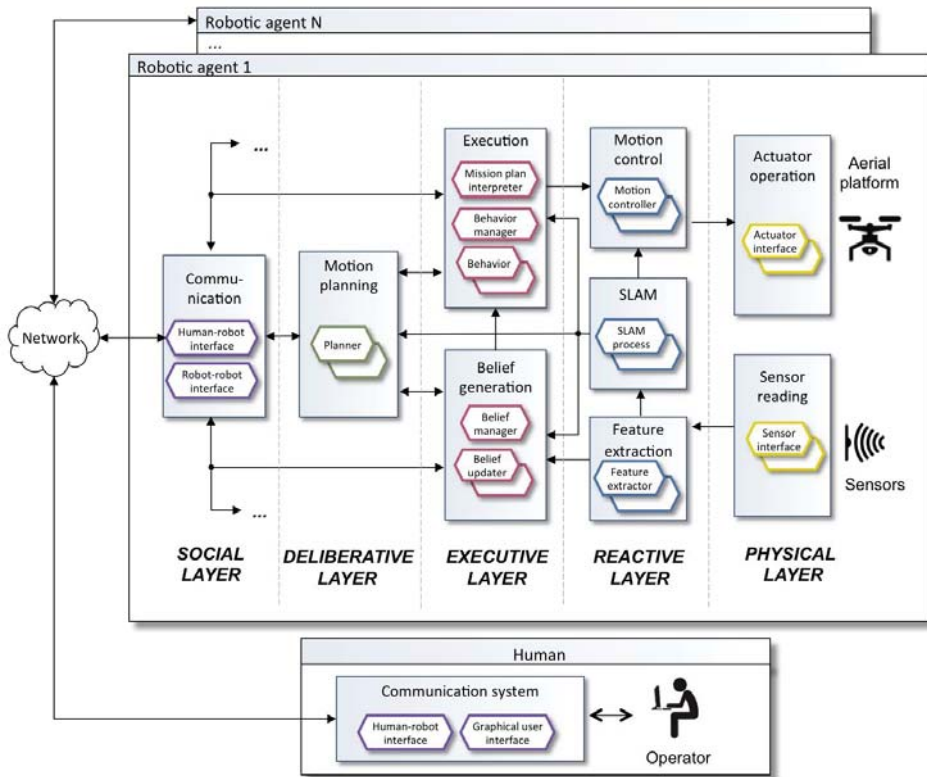 Robotic agent N
...
Robotic agent 1
...
Execution
Mission plan
interpreter
Behavior
manager
Behavior
Motion
control
Motion
controller
Actuator
operation
Actuator
interface
Aerial
platform
Commu-
nication
Human-robot
interface
Robot-robot
interface
Motion
planning
Planner
SLAM
SLAM
process
Network
Belief
generation
Belief
manager
Belief
updater
Feature
extraction
Feature
extractor
Sensor
reading
Sensor
interface
Sensors
...
SOCIAL
LAYER
DELIBERATIVE
LAYER
EXECUTIVE
LAYER
REACTIVE
LAYER
PHYSICAL
LAYER
Human
Communication system
Human-robot
interface
Graphical user
interface
Operator